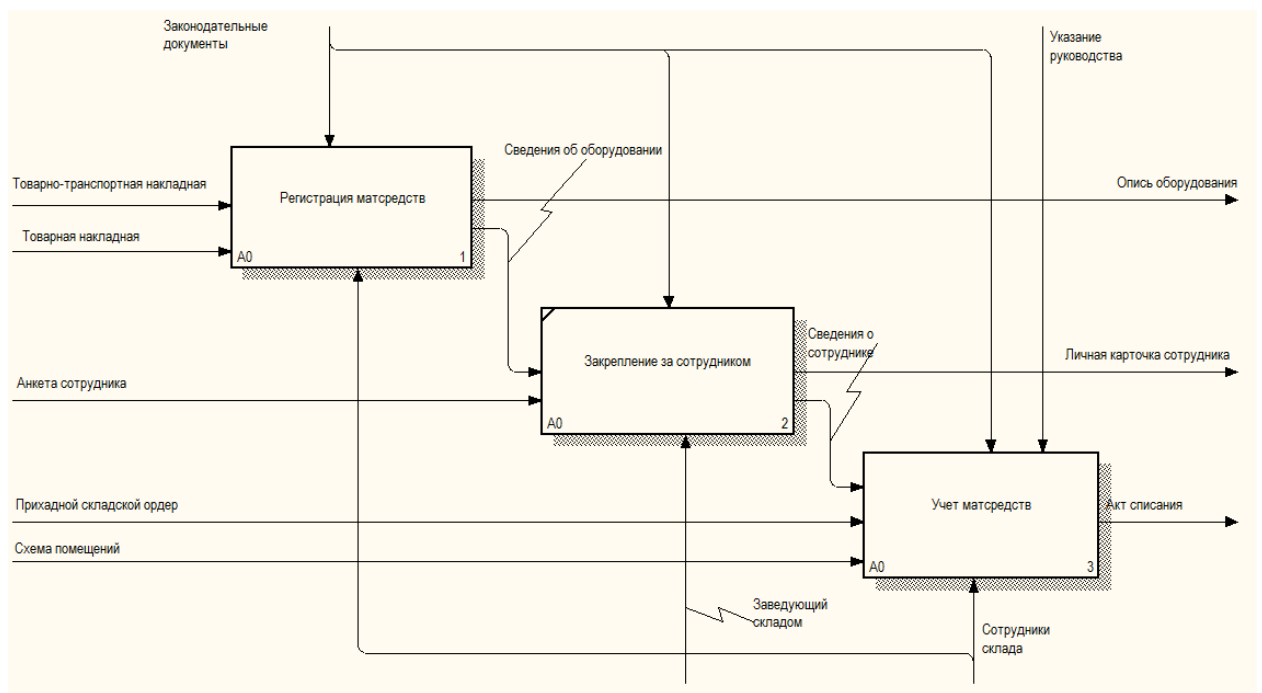 Законодательные
документы
Указание
руководства
Сведения об оборудовании
Товарно-транспортная накладная
Регистрация матсредств
Опись оборудования
Товарная накладная
A0
1
Сведения о
сотруднике
Закрепление за сотрудником
Личная карточка сотрудника
Анкета сотрудника
A0
2
Приxадной складской ордер
Учет матсредств
Акт списания
Схема помещений
A0
3
Заведующий
складом
Сотрудники
склада